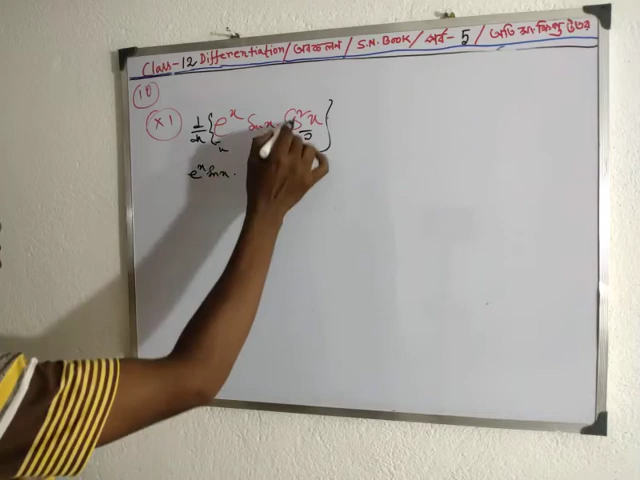 Class-12 Differentiation / অবকলন / S.N. Book / পর্ব - 5 / অতি সংক্ষিপ্ত উত্তর
10
x1 d/dx { e^x sin x
e^x sin x.